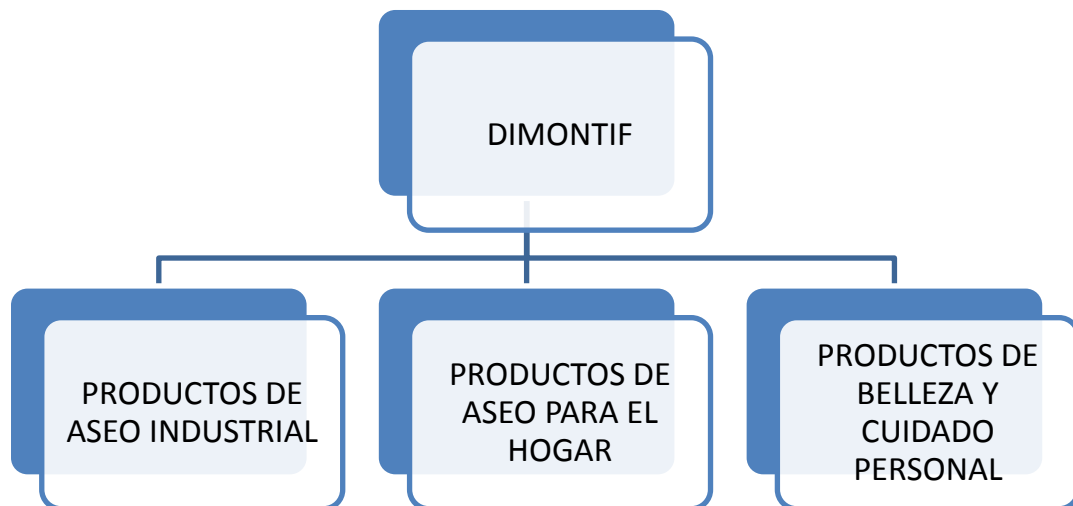 DIMONTIF
PRODUCTOS DE
ASEO INDUSTRIAL
PRODUCTOS DE
ASEO PARA EL
HOGAR
PRODUCTOS DE
BELLEZA Y
CUIDADO
PERSONAL